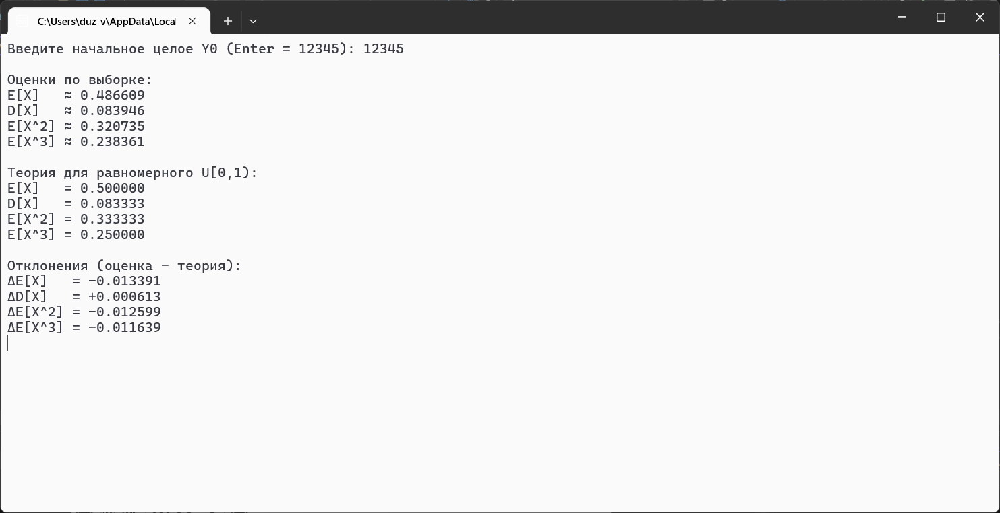 C:\Users\duz_v\AppData\Loca
Введите начальное целое Y0 (Enter = 12345): 12345
Оценки по выборке:
E[X]   ≈ 0.486609
D[X]   ≈ 0.083946
E[X^2] ≈ 0.320735
E[X^3] ≈ 0.238361
Теория для равномерного U[0,1):
E[X]   = 0.500000
D[X]   = 0.083333
E[X^2] = 0.333333
E[X^3] = 0.250000
Отклонения (оценка − теория):
ΔE[X]   = −0.013391
ΔD[X]   = +0.000613
ΔE[X^2] = −0.012599
ΔE[X^3] = −0.011639